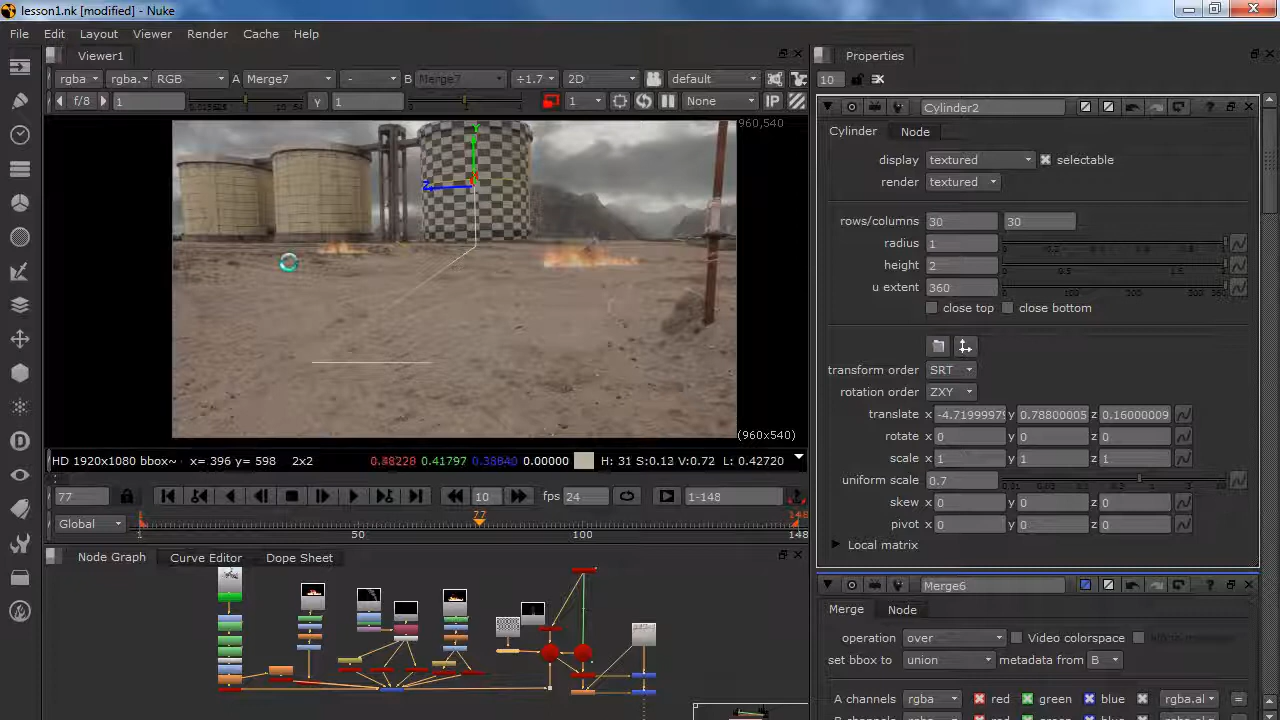 lesson1.nk [modified] - Nuke
File Edit Layout Viewer Render Cache Help
Viewer1
rgba rgba. RGB A Merge7 - B Merge7 ÷1.7 2D default
f/8 1 Y 1 1 None IP
960,540
Y
Z
(960x540)
HD 1920x1080 bbox~ x= 396 y= 598 2x2 0.48228 0.41797 0.38840 0.00000 H: 31 S:0.13 V:0.72 L: 0.42720
77 10 fps 24 1-148
Global 1 50 77 100 148
148
Node Graph Curve Editor Dope Sheet
Properties
10
Cylinder2
Cylinder Node
display textured selectable
render textured
rows/columns 30 30
radius 1
height 2
u extent 360
close top close bottom
transform order SRT
rotation order ZXY
translate x -4.7199997 y 0.78800005 z 0.16000009
rotate x 0 y 0 z 0
scale x 1 y 1 z 1
uniform scale 0.7
skew x 0 y 0 z 0
pivot x 0 y 0 z 0
Local matrix
Merge6
Merge Node
operation over Video colorspace
set bbox to union metadata from B
A channels rgba red green blue rgba.al =